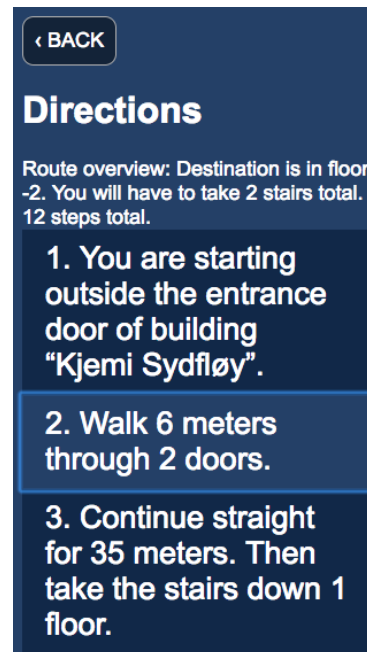 ‹ BACK
Directions
Route overview: Destination is in floor
-2. You will have to take 2 stairs total.
12 steps total.
1. You are starting
outside the entrance
door of building
“Kjemi Sydfløy”.
2. Walk 6 meters
through 2 doors.
3. Continue straight
for 35 meters. Then
take the stairs down 1
floor.